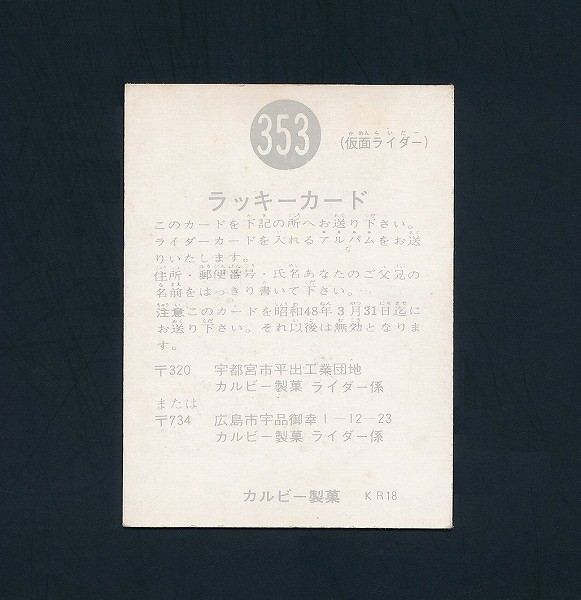 353
(仮面ライダー)
ラッキーカード
このカードを下記の所へお送り下さい。
ライダーカードを入れるアルバムをお送
りいたします。
住所・郵便番号・氏名あなたのご父兄の
名前をはっきり書いて下さい。
注意このカードを昭和48年3月31日迄に
お送り下さい。それ以後は無効となりま
す。
〒320 宇都宮市平出工業団地
カルビー製菓 ライダー係
または
〒734 広島市宇品御幸1-12-23
カルビー製菓 ライダー係
カルビー製菓 KR18